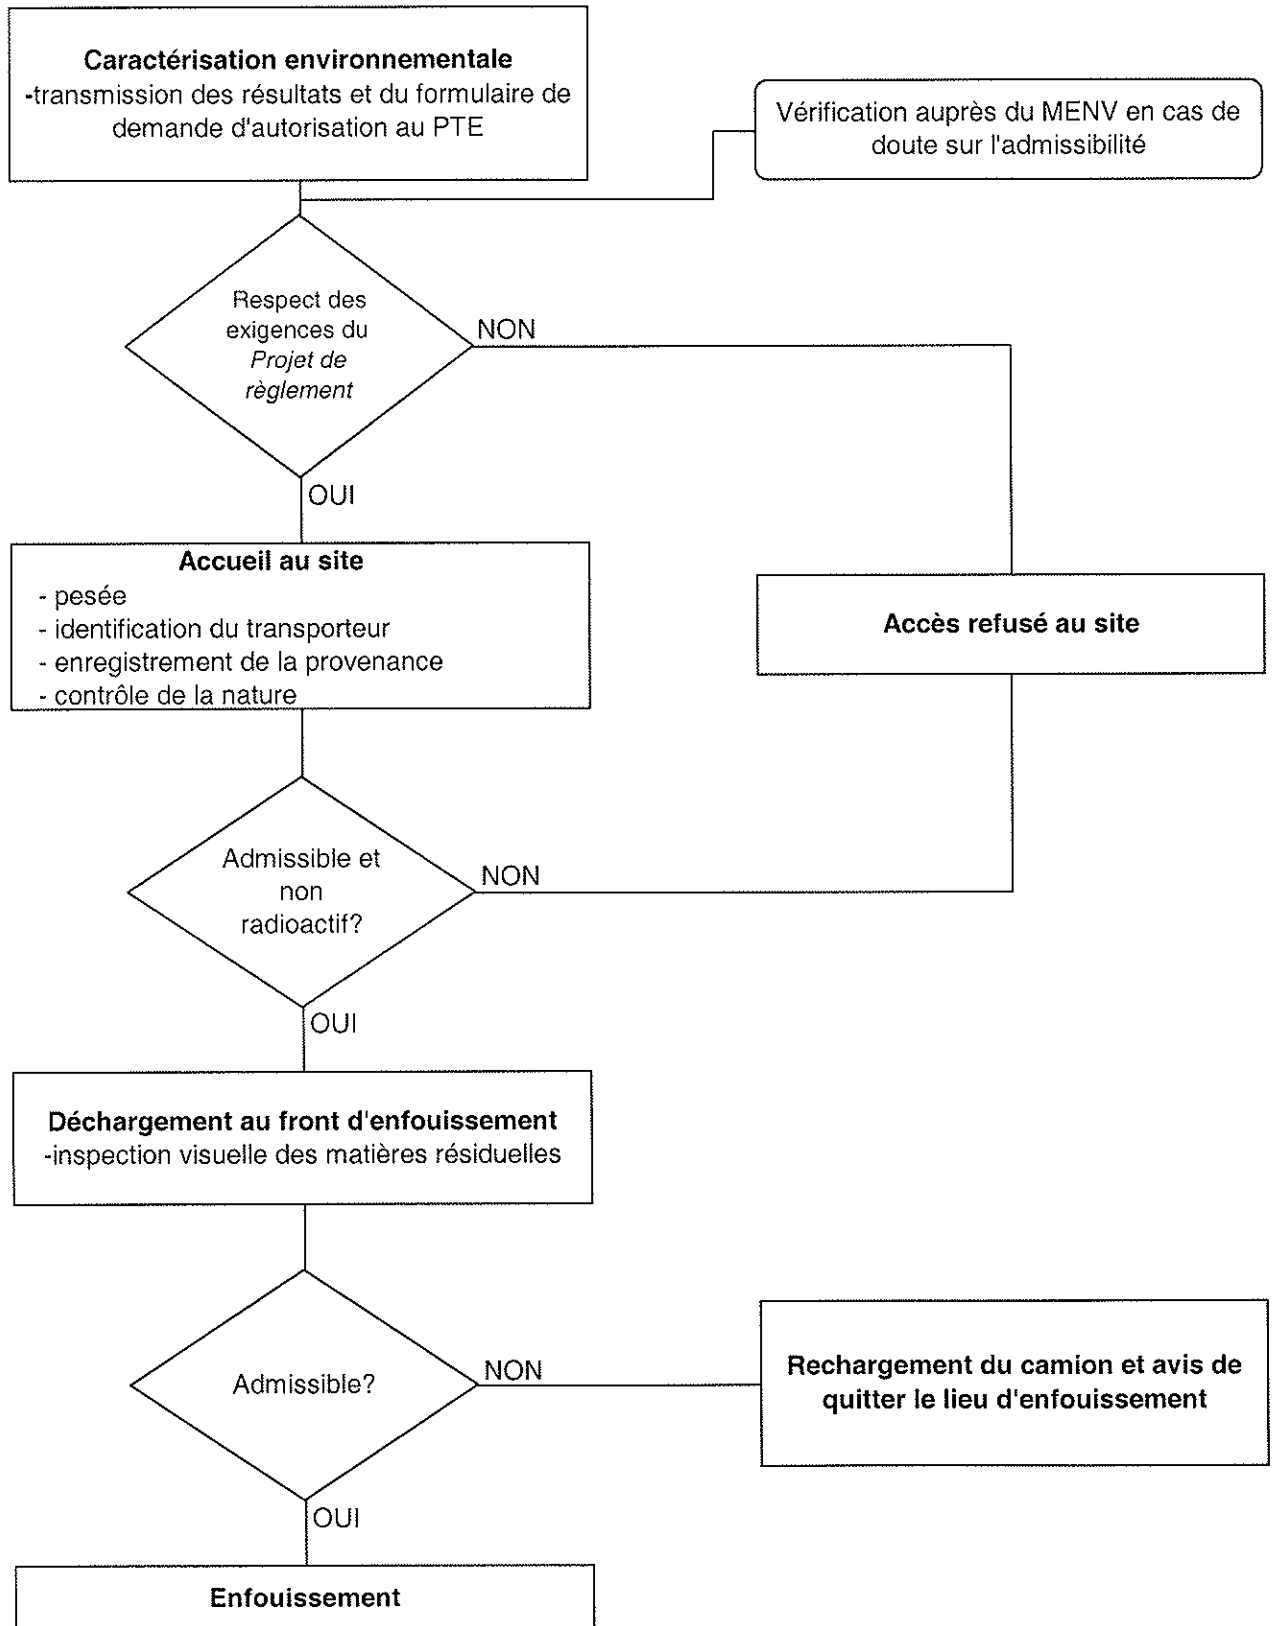 Caractérisation environnementale
-transmission des résultats et du formulaire de
demande d'autorisation au PTE
Vérification auprès du MENV en cas de
doute sur l'admissibilité
Respect des
exigences du
Projet de
règlement
NON
OUI
Accueil au site
- pesée
- identification du transporteur
- enregistrement de la provenance
- contrôle de la nature
Accès refusé au site
Admissible et
non
radioactif?
NON
OUI
Déchargement au front d'enfouissement
-inspection visuelle des matières résiduelles
Admissible?
NON
Rechargement du camion et avis de
quitter le lieu d'enfouissement
OUI
Enfouissement